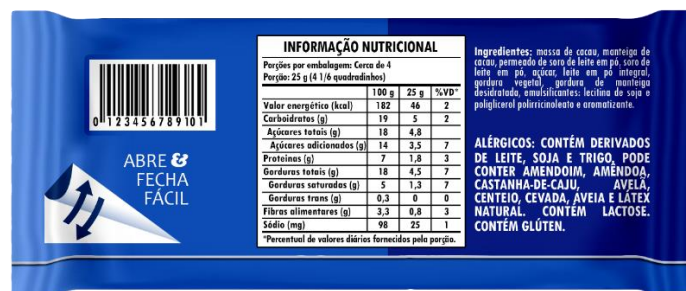 0 123456789101
ABRE &
FECHA
FÁCIL
INFORMAÇÃO NUTRICIONAL
Porções por embalagem: Cerca de 4
Porção: 25 g (4 1/6 quadradinhos)
100 g 25 g %VD*
Valor energético (kcal) 182 46 2
Carboidratos (g) 19 5 2
Açúcares totais (g) 18 4,8
Açúcares adicionados (g) 14 3,5 7
Proteínas (g) 7 1,8 3
Gorduras totais (g) 18 4,5 7
Gorduras saturadas (g) 5 1,3 7
Gorduras trans (g) 0,3 0 0
Fibras alimentares (g) 3,3 0,8 3
Sódio (mg) 98 25 1
*Percentual de valores diários fornecidos pela porção.
Ingredientes: massa de cacau, manteiga de
cacau, permeado de soro de leite em pó, soro de
leite em pó, açúcar, leite em pó integral,
gordura vegetal, gordura de manteiga
desidratada, emulsificantes: lecitina de soja e
poliglicerol polirricinoleato e aromatizante.
ALÉRGICOS: CONTÉM DERIVADOS
DE LEITE, SOJA E TRIGO, PODE
CONTER AMENDOIM, AMÊNDOA,
CASTANHA-DE-CAJU, AVELÃ,
CENTEIO, CEVADA, AVEIA E LÁTEX
NATURAL. CONTÉM LACTOSE.
CONTÉM GLÚTEN.